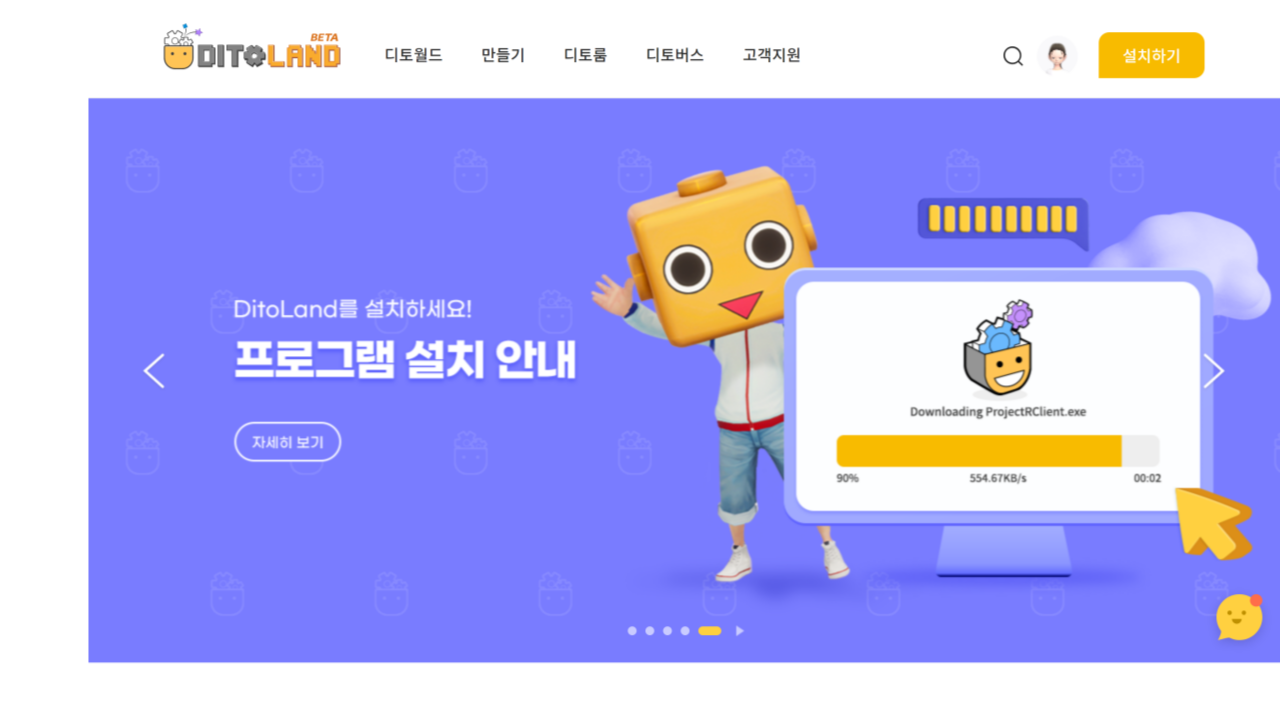 BETA
DITOLAND
디토월드 만들기 디토룸 디토버스 고객지원
설치하기
DitoLand를 설치하세요!
프로그램 설치 안내
자세히 보기
Downloading ProjectRClient.exe
90% 554.67KB/s 00:02